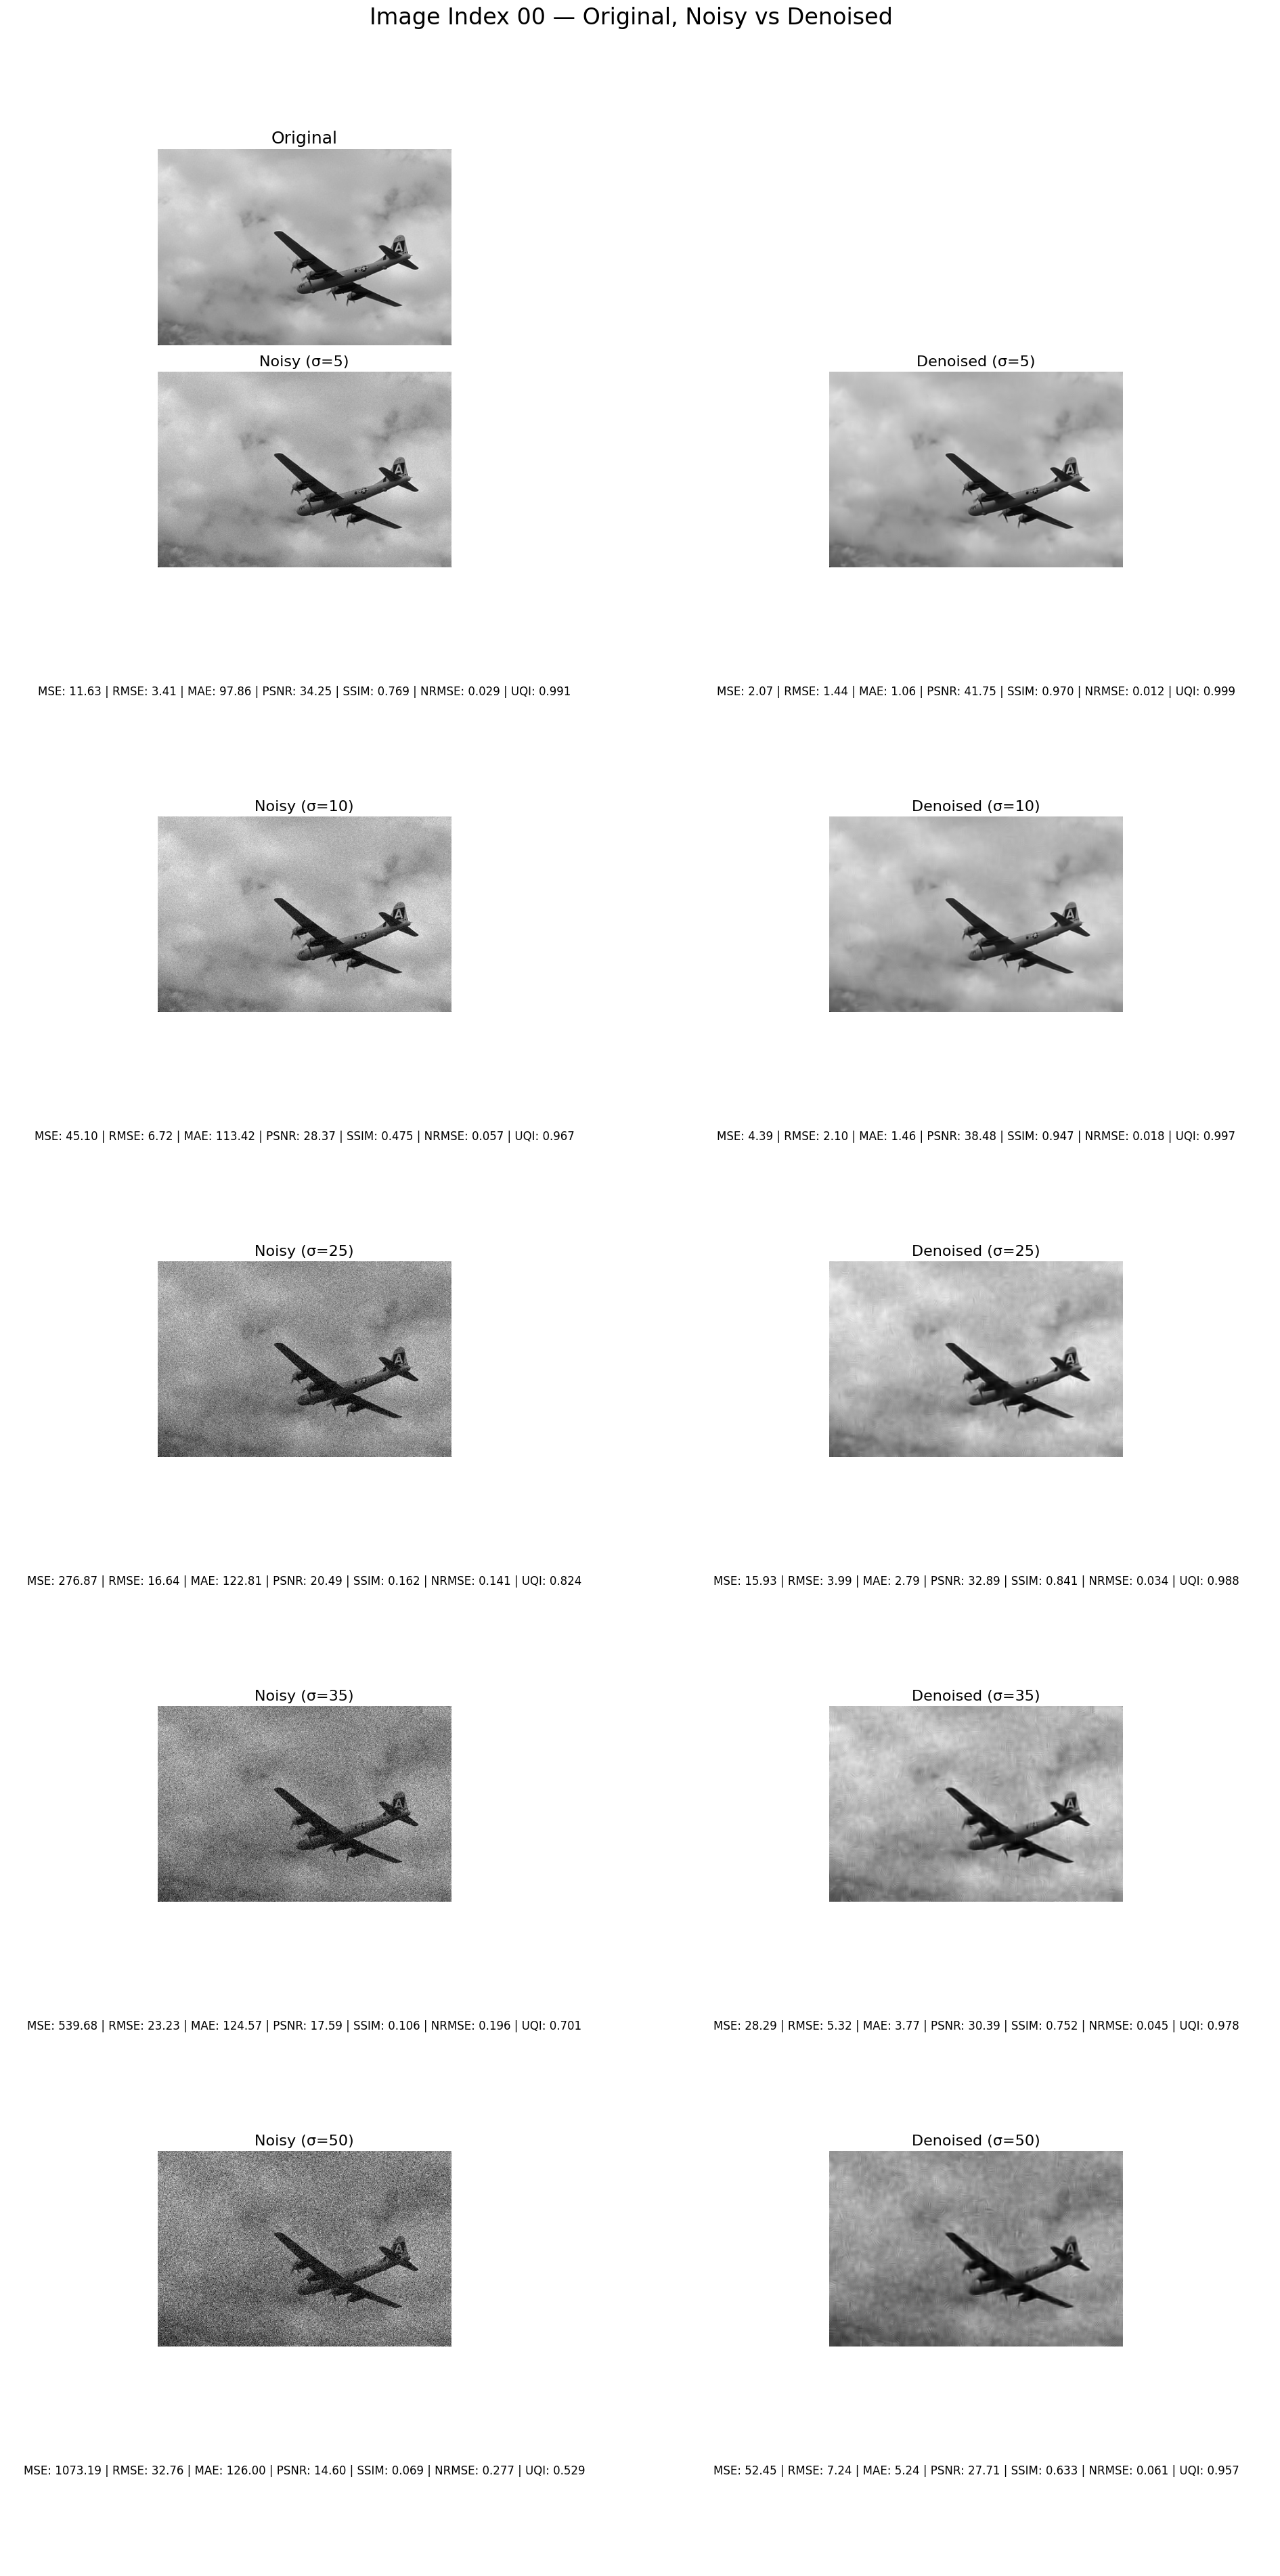 Image Index 00 — Original, Noisy vs Denoised
Original
Noisy (σ=5)
Denoised (σ=5)
MSE: 11.63 | RMSE: 3.41 | MAE: 97.86 | PSNR: 34.25 | SSIM: 0.769 | NRMSE: 0.029 | UQI: 0.991
MSE: 2.07 | RMSE: 1.44 | MAE: 1.06 | PSNR: 41.75 | SSIM: 0.970 | NRMSE: 0.012 | UQI: 0.999
Noisy (σ=10)
Denoised (σ=10)
MSE: 45.10 | RMSE: 6.72 | MAE: 113.42 | PSNR: 28.37 | SSIM: 0.475 | NRMSE: 0.057 | UQI: 0.967
MSE: 4.39 | RMSE: 2.10 | MAE: 1.46 | PSNR: 38.48 | SSIM: 0.947 | NRMSE: 0.018 | UQI: 0.997
Noisy (σ=25)
Denoised (σ=25)
MSE: 276.87 | RMSE: 16.64 | MAE: 122.81 | PSNR: 20.49 | SSIM: 0.162 | NRMSE: 0.141 | UQI: 0.824
MSE: 15.93 | RMSE: 3.99 | MAE: 2.79 | PSNR: 32.89 | SSIM: 0.841 | NRMSE: 0.034 | UQI: 0.988
Noisy (σ=35)
Denoised (σ=35)
MSE: 539.68 | RMSE: 23.23 | MAE: 124.57 | PSNR: 17.59 | SSIM: 0.106 | NRMSE: 0.196 | UQI: 0.701
MSE: 28.29 | RMSE: 5.32 | MAE: 3.77 | PSNR: 30.39 | SSIM: 0.752 | NRMSE: 0.045 | UQI: 0.978
Noisy (σ=50)
Denoised (σ=50)
MSE: 1073.19 | RMSE: 32.76 | MAE: 126.00 | PSNR: 14.60 | SSIM: 0.069 | NRMSE: 0.277 | UQI: 0.529
MSE: 52.45 | RMSE: 7.24 | MAE: 5.24 | PSNR: 27.71 | SSIM: 0.633 | NRMSE: 0.061 | UQI: 0.957
A
A
A
A
A
A
A
A
A
A
A